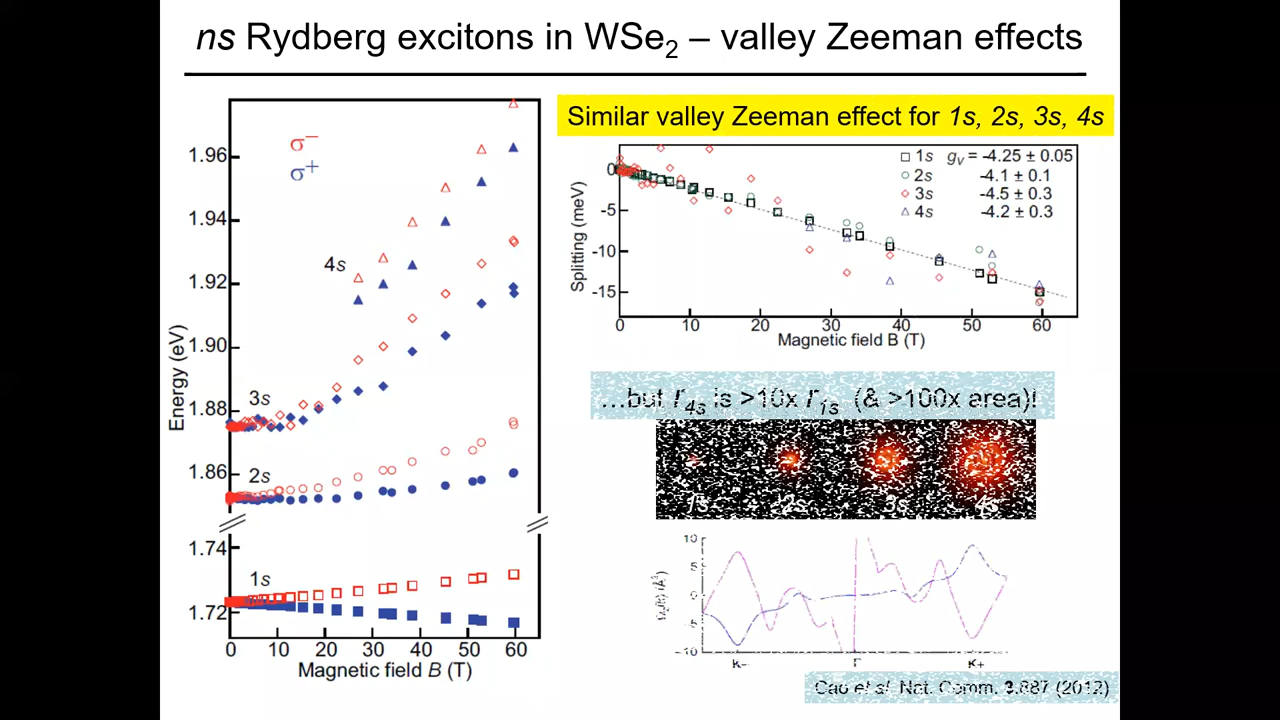 ns Rydberg excitons in WSe₂ – valley Zeeman effects
σ⁻
σ⁺
4s
3s
2s
1s
1.96
1.94
1.92
1.90
1.88
1.86
1.74
1.72
Energy (eV)
0 10 20 30 40 50 60
Magnetic field B (T)
Similar valley Zeeman effect for 1s, 2s, 3s, 4s
1s gᵥ = -4.25 ± 0.05
2s -4.1 ± 0.1
3s -4.5 ± 0.3
4s -4.2 ± 0.3
0
-5
-10
-15
Splitting (meV)
0 10 20 30 40 50 60
Magnetic field B (T)
...but r₄ₛ is >10x r₁ₛ (& >100x area)!
2s 3s
10
5
0
-5
-10
K- Γ K+
Cao et al Nat. Comm. 3.887 (2012)